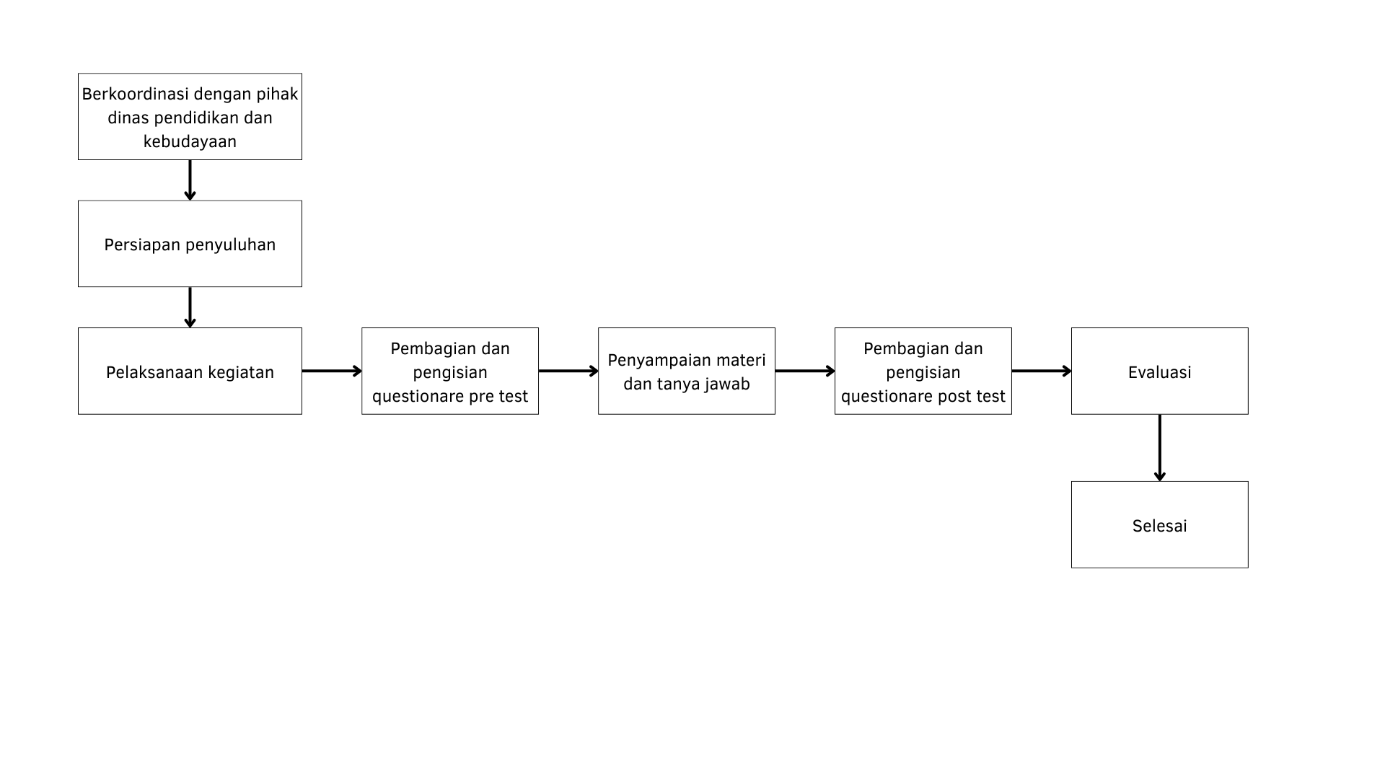 Berkoordinasi dengan pihak
dinas pendidikan dan
kebudayaan
Persiapan penyuluhan
Pelaksanaan kegiatan
Pembagian dan
pengisian
questionare pre test
Penyampaian materi
dan tanya jawab
Pembagian dan
pengisian
questionare post test
Evaluasi
Selesai